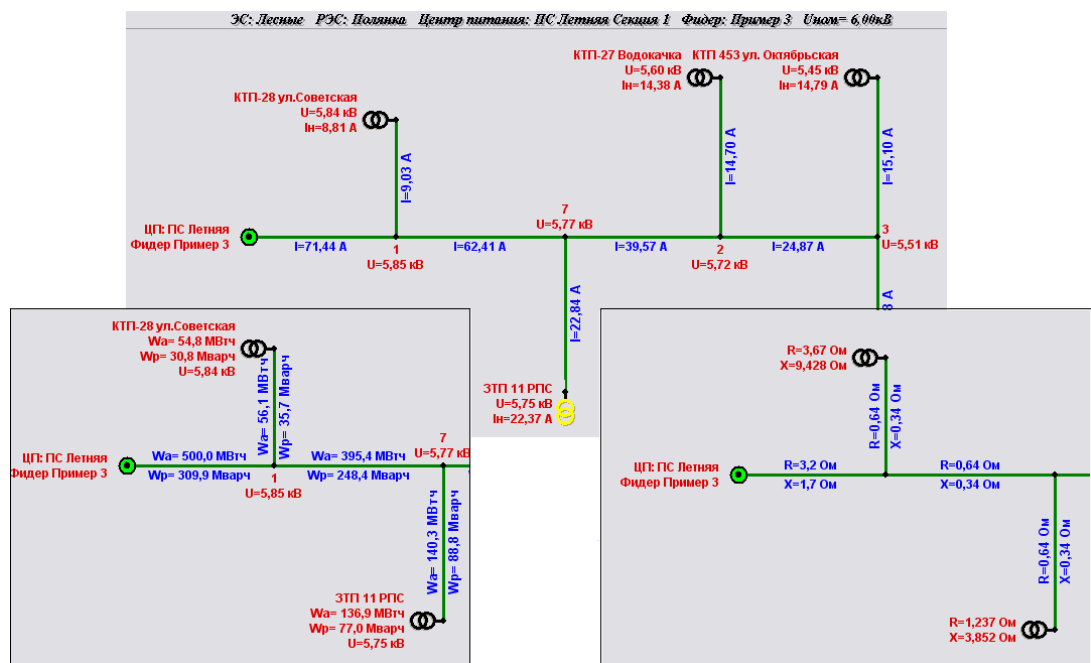 ЭС: Лесные РЭС: Полянка Центр питания: ПС Летняя Секция 1 Фидер: Пример 3 Uном= 6,00кВ
КТП-27 Водокачка
U=5,60 кВ
Iн=14,38 А
КТП 453 ул. Октябрьская
U=5,45 кВ
Iн=14,79 А
КТП-28 ул.Советская
U=5,84 кВ
Iн=8,81 А
I=9,03 А
I=14,70 А
I=15,10 А
ЦП: ПС Летняя
Фидер Пример 3
I=71,44 А
1
U=5,85 кВ
I=62,41 А
7
U=5,77 кВ
I=39,57 А
2
U=5,72 кВ
I=24,87 А
3
U=5,51 кВ
8 А
I=22,84 А
ЗТП 11 РПС
U=5,75 кВ
Iн=22,37 А
КТП-28 ул.Советская
Wa= 54,8 МВтч
Wp= 30,8 Мварч
U=5,84 кВ
Wa= 56,1 МВтч
Wp= 35,7 Мварч
ЦП: ПС Летняя
Фидер Пример 3
Wa= 500,0 МВтч
Wp= 309,9 Мварч
1
U=5,85 кВ
Wa= 395,4 МВтч
Wp= 248,4 Мварч
7
U=5,77 кВ
Wa= 140,3 МВтч
Wp= 88,8 Мварч
ЗТП 11 РПС
Wa= 136,9 МВтч
Wp= 77,0 Мварч
U=5,75 кВ
R=3,67 Ом
X=9,428 Ом
R=0,64 Ом
X=0,34 Ом
ЦП: ПС Летняя
Фидер Пример 3
R=3,2 Ом
X=1,7 Ом
R=0,64 Ом
X=0,34 Ом
R=0,64 Ом
X=0,34 Ом
R=1,237 Ом
X=3,852 Ом